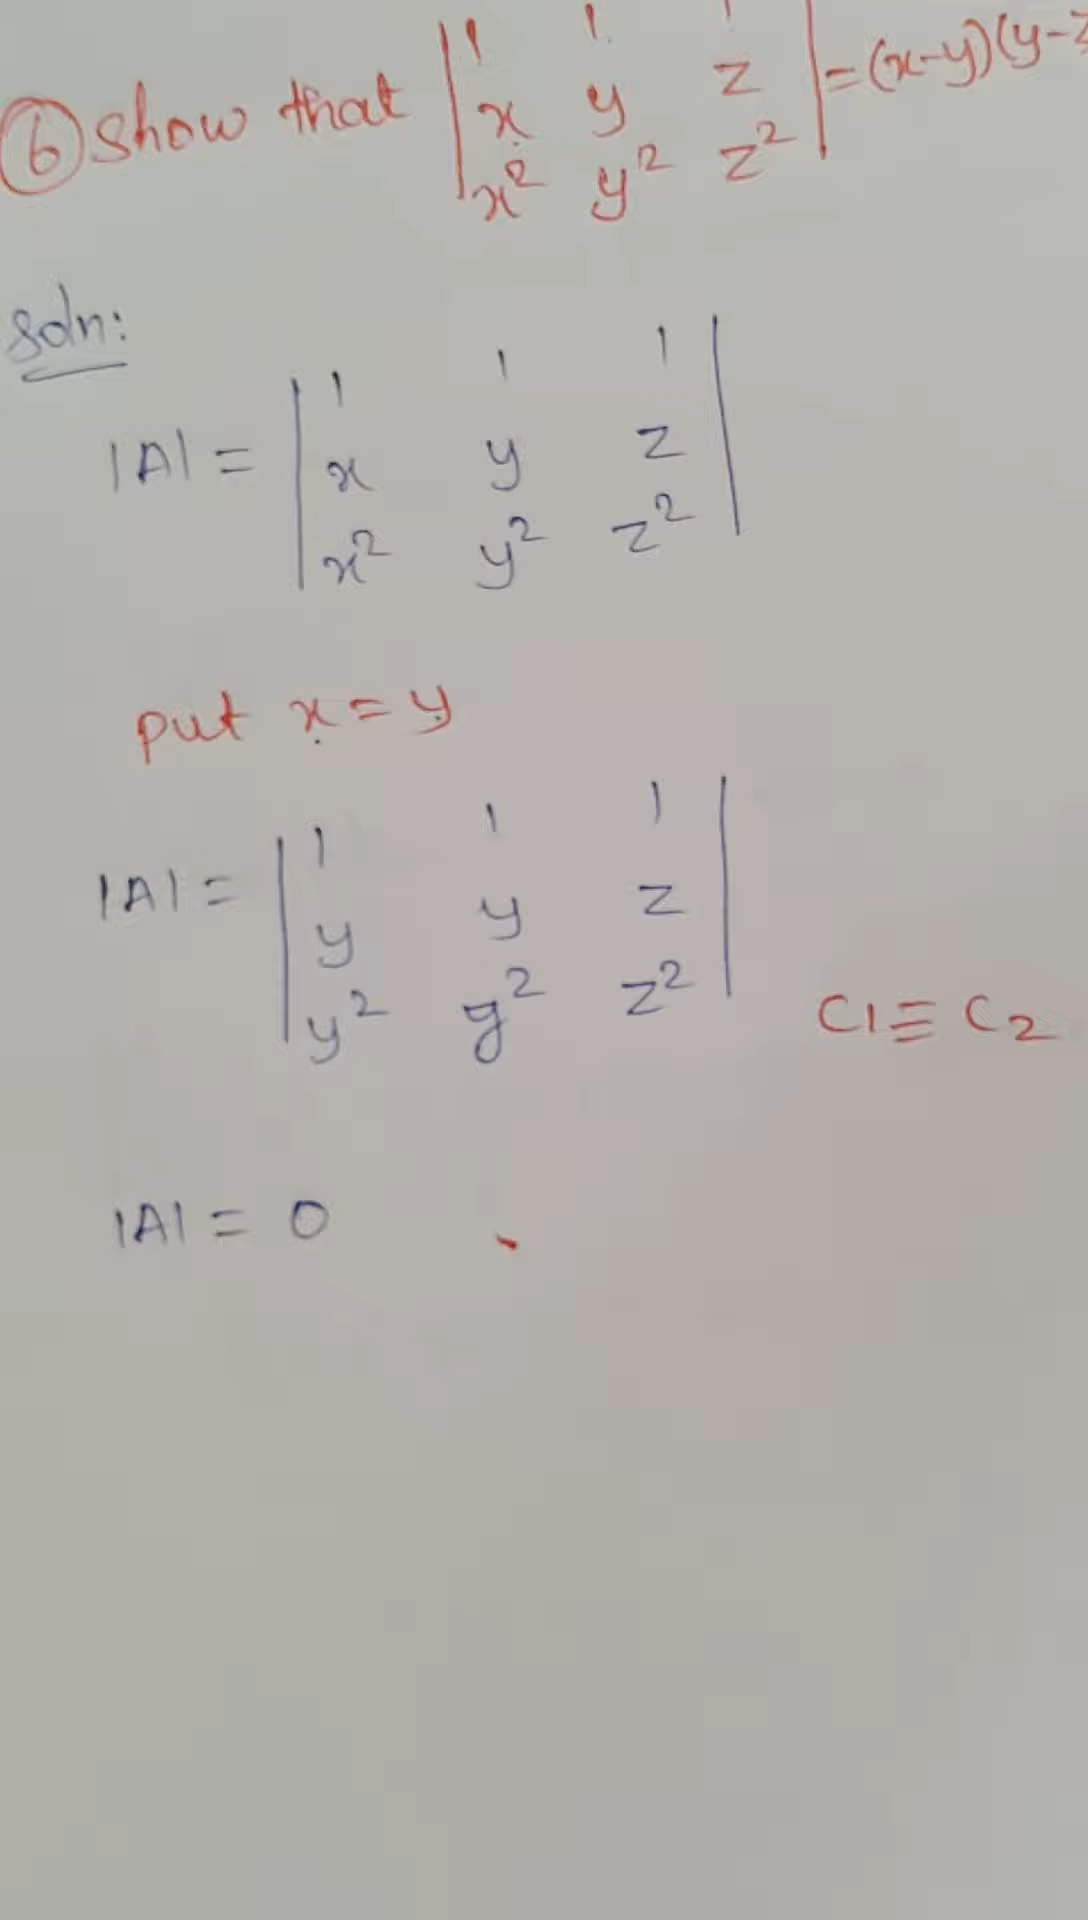 1 1 1
6 show that x y z =(x-y)(y-z
x² y² z²
Soln:
1 1 1
|A| = x y z
x² y² z²
put x=y
1 1 1
|A| = y y z
y² y² z²
C1≡ C2
|A| = 0